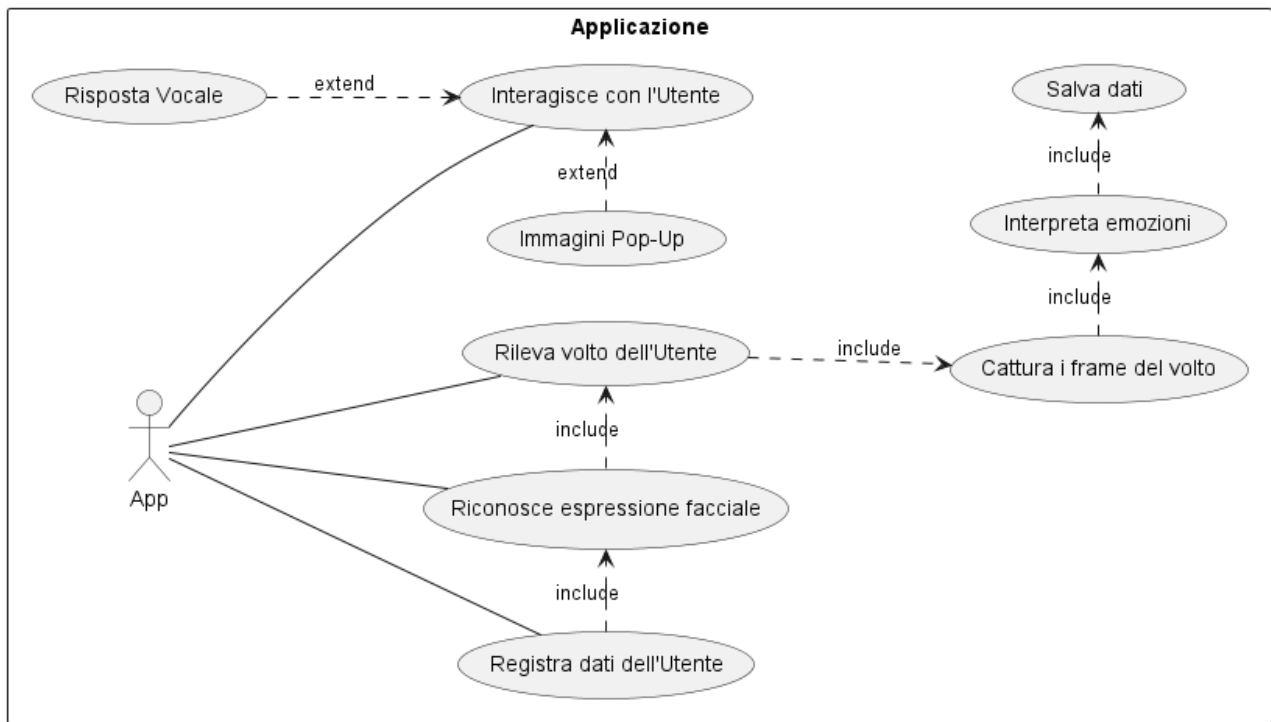 Applicazione
Risposta Vocale
extend
Interagisce con l'Utente
Salva dati
include
extend
Interpreta emozioni
Immagini Pop-Up
include
Rileva volto dell'Utente
include
Cattura i frame del volto
include
App
Riconosce espressione facciale
include
Registra dati dell'Utente